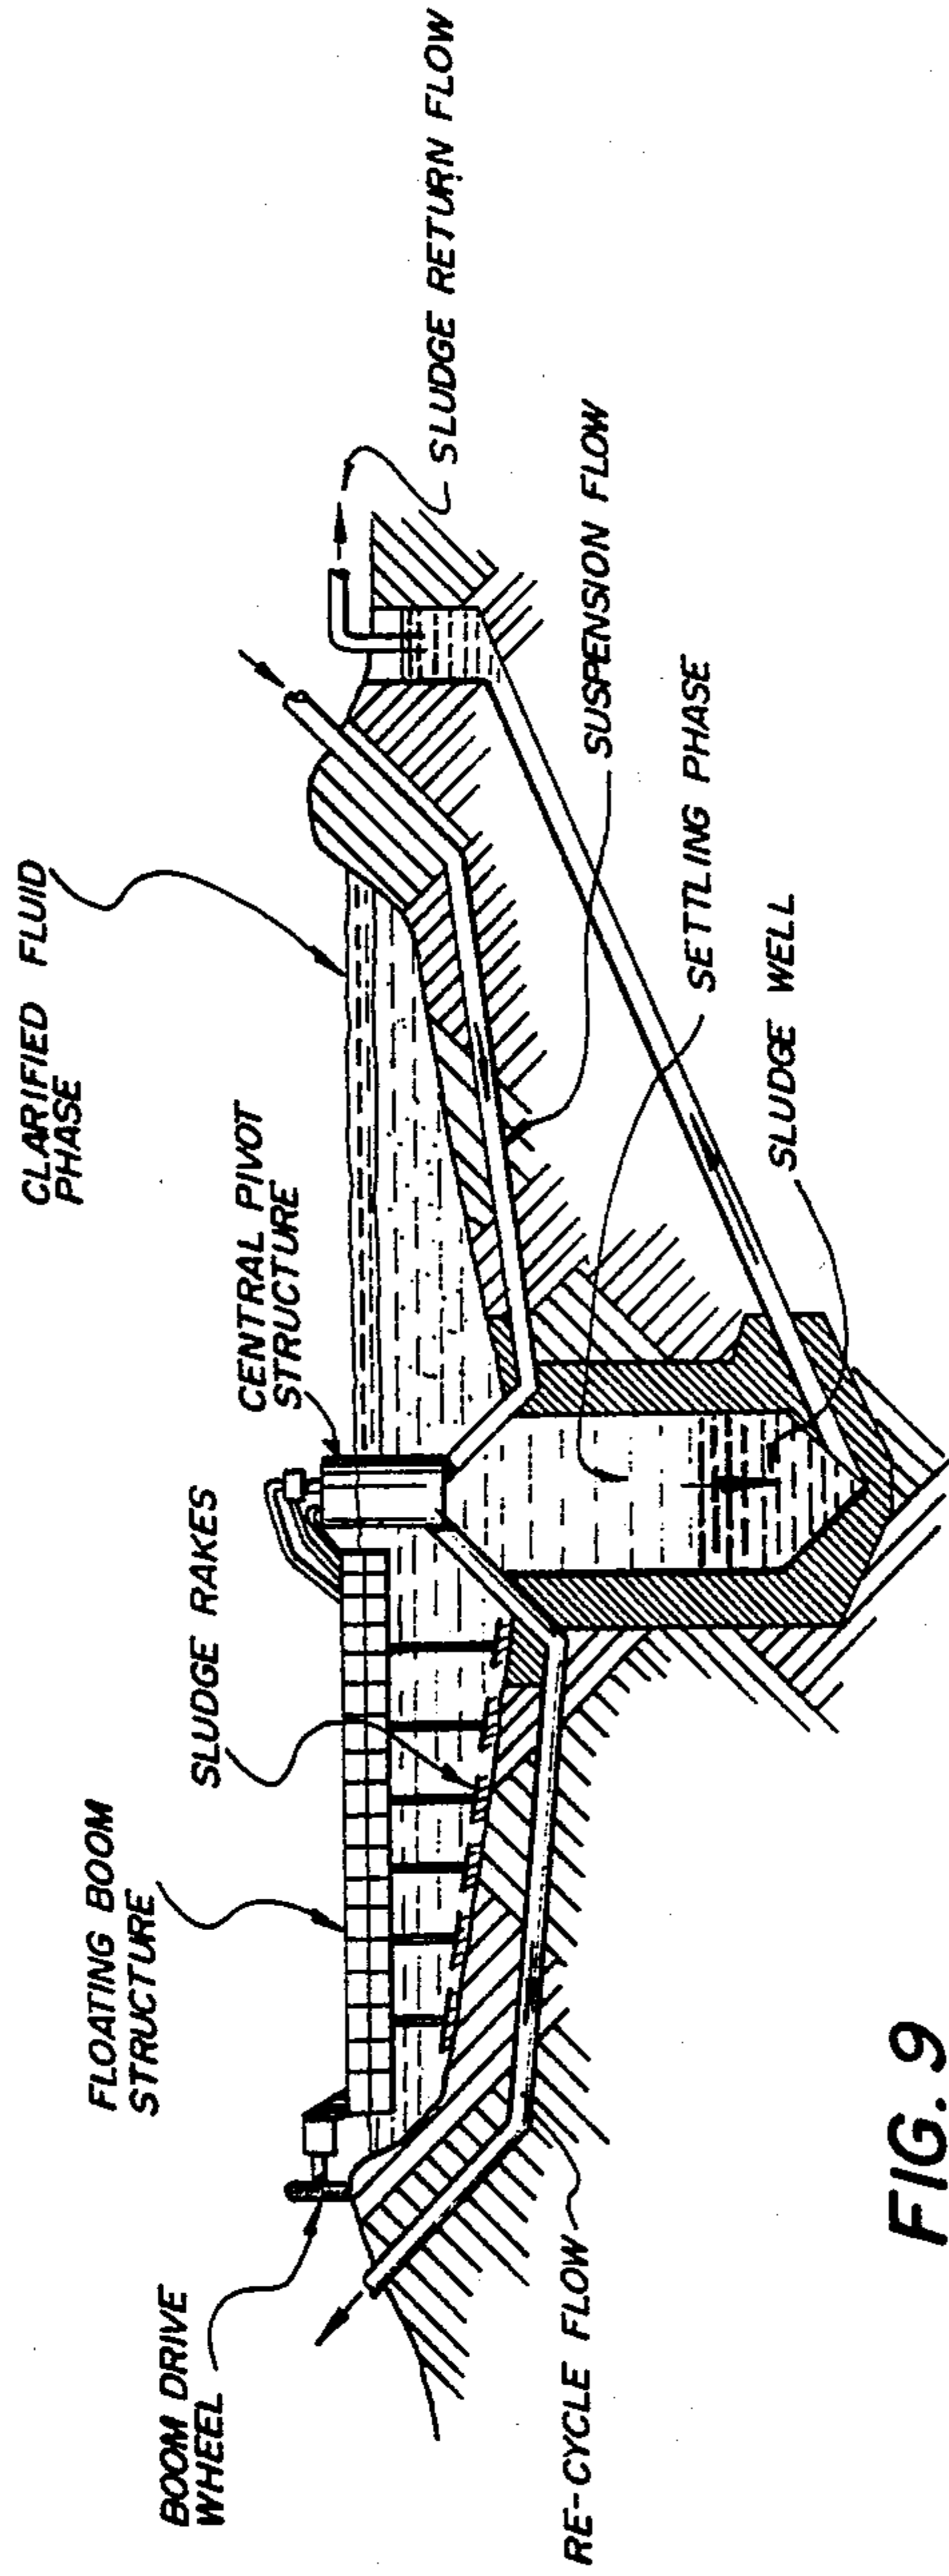 CLARIFIED FLUID
PHASE
CENTRAL PIVOT
STRUCTURE
SLUDGE RAKES
FLOATING BOOM
STRUCTURE
BOOM DRIVE
WHEEL
SLUDGE RETURN FLOW
SUSPENSION FLOW
SETTLING PHASE
SLUDGE WELL
RE-CYCLE FLOW
FIG. 9